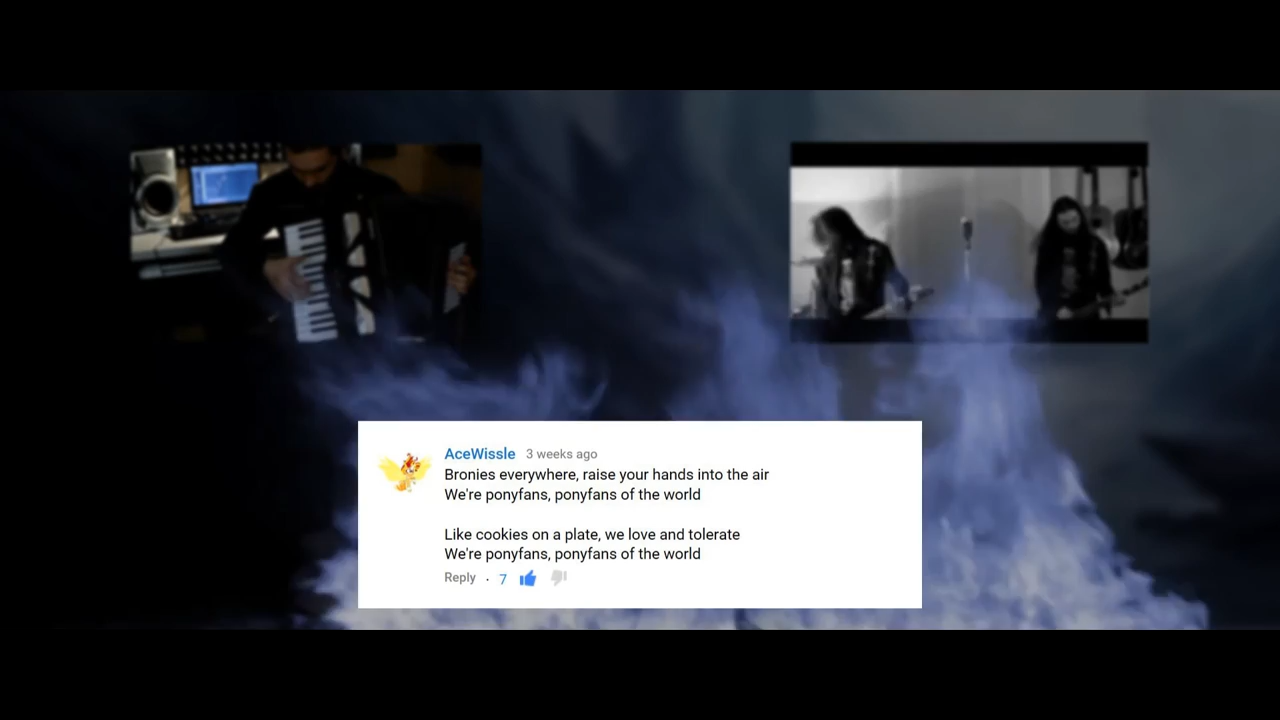 AceWissle 3 weeks ago
Bronies everywhere, raise your hands into the air
We're ponyfans, ponyfans of the world
Like cookies on a plate, we love and tolerate
We're ponyfans, ponyfans of the world
Reply · 7